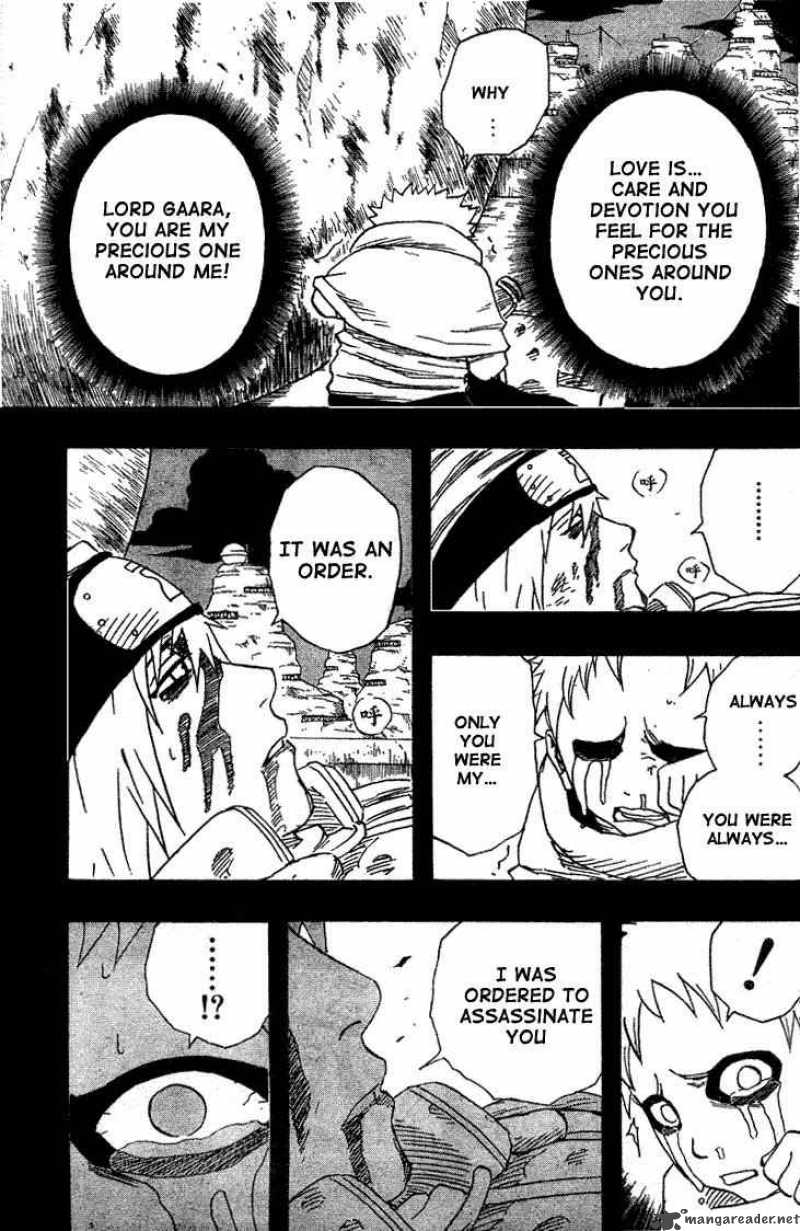 WHY
...
LOVE IS...
CARE AND
DEVOTION YOU
FEEL FOR THE
PRECIOUS
ONES AROUND
YOU.
LORD GAARA,
YOU ARE MY
PRECIOUS ONE
AROUND ME!
........
呼
呼
ALWAYS
......
YOU WERE
ALWAYS...
ONLY
YOU
WERE
MY...
IT WAS AN
ORDER.
呼
!
I WAS
ORDERED TO
ASSASSINATE
YOU
......
!?
mangareader.net